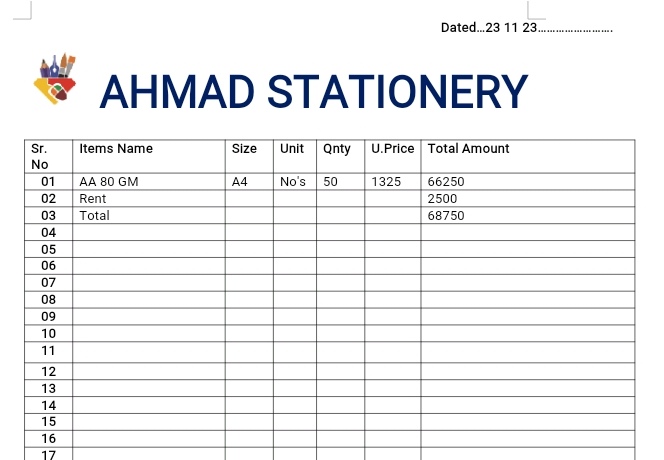 Dated…23 11 23…………………….
AHMAD STATIONERY
Sr. No Items Name Size Unit Qnty U.Price Total Amount
01 AA 80 GM A4 No's 50 1325 66250
02 Rent 2500
03 Total 68750
04
05
06
07
08
09
10
11
12
13
14
15
16
17